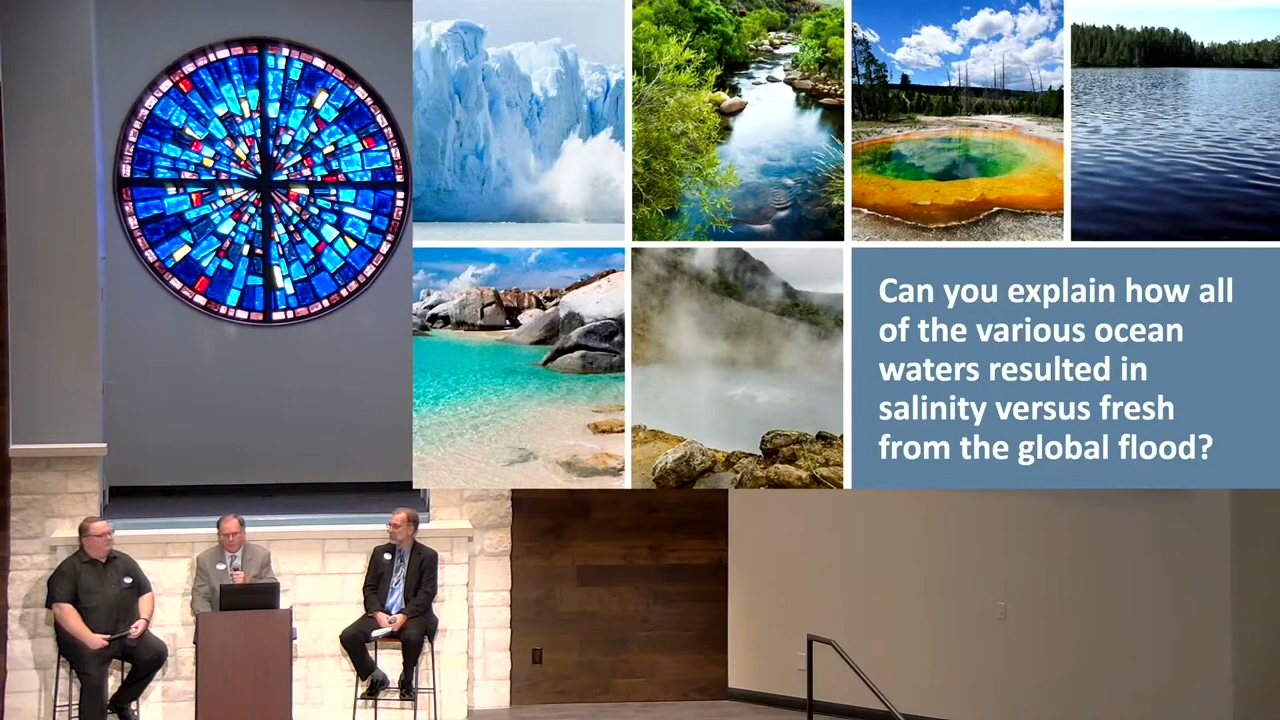 Can you explain how all
of the various ocean
waters resulted in
salinity versus fresh
from the global flood?